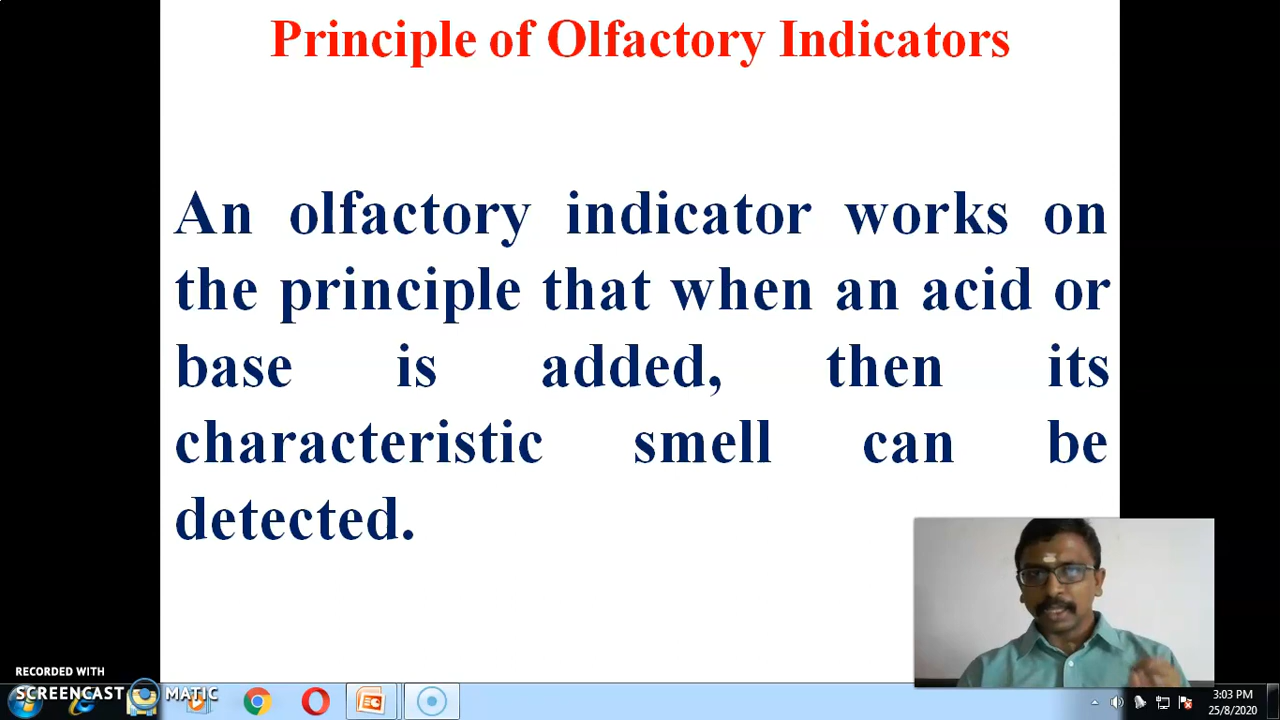 Principle of Olfactory Indicators
An olfactory indicator works on
the principle that when an acid or
base is added, then its
characteristic smell can be
detected.
RECORDED WITH
SCREENCAST MATIC
3:03 PM
25/8/2020